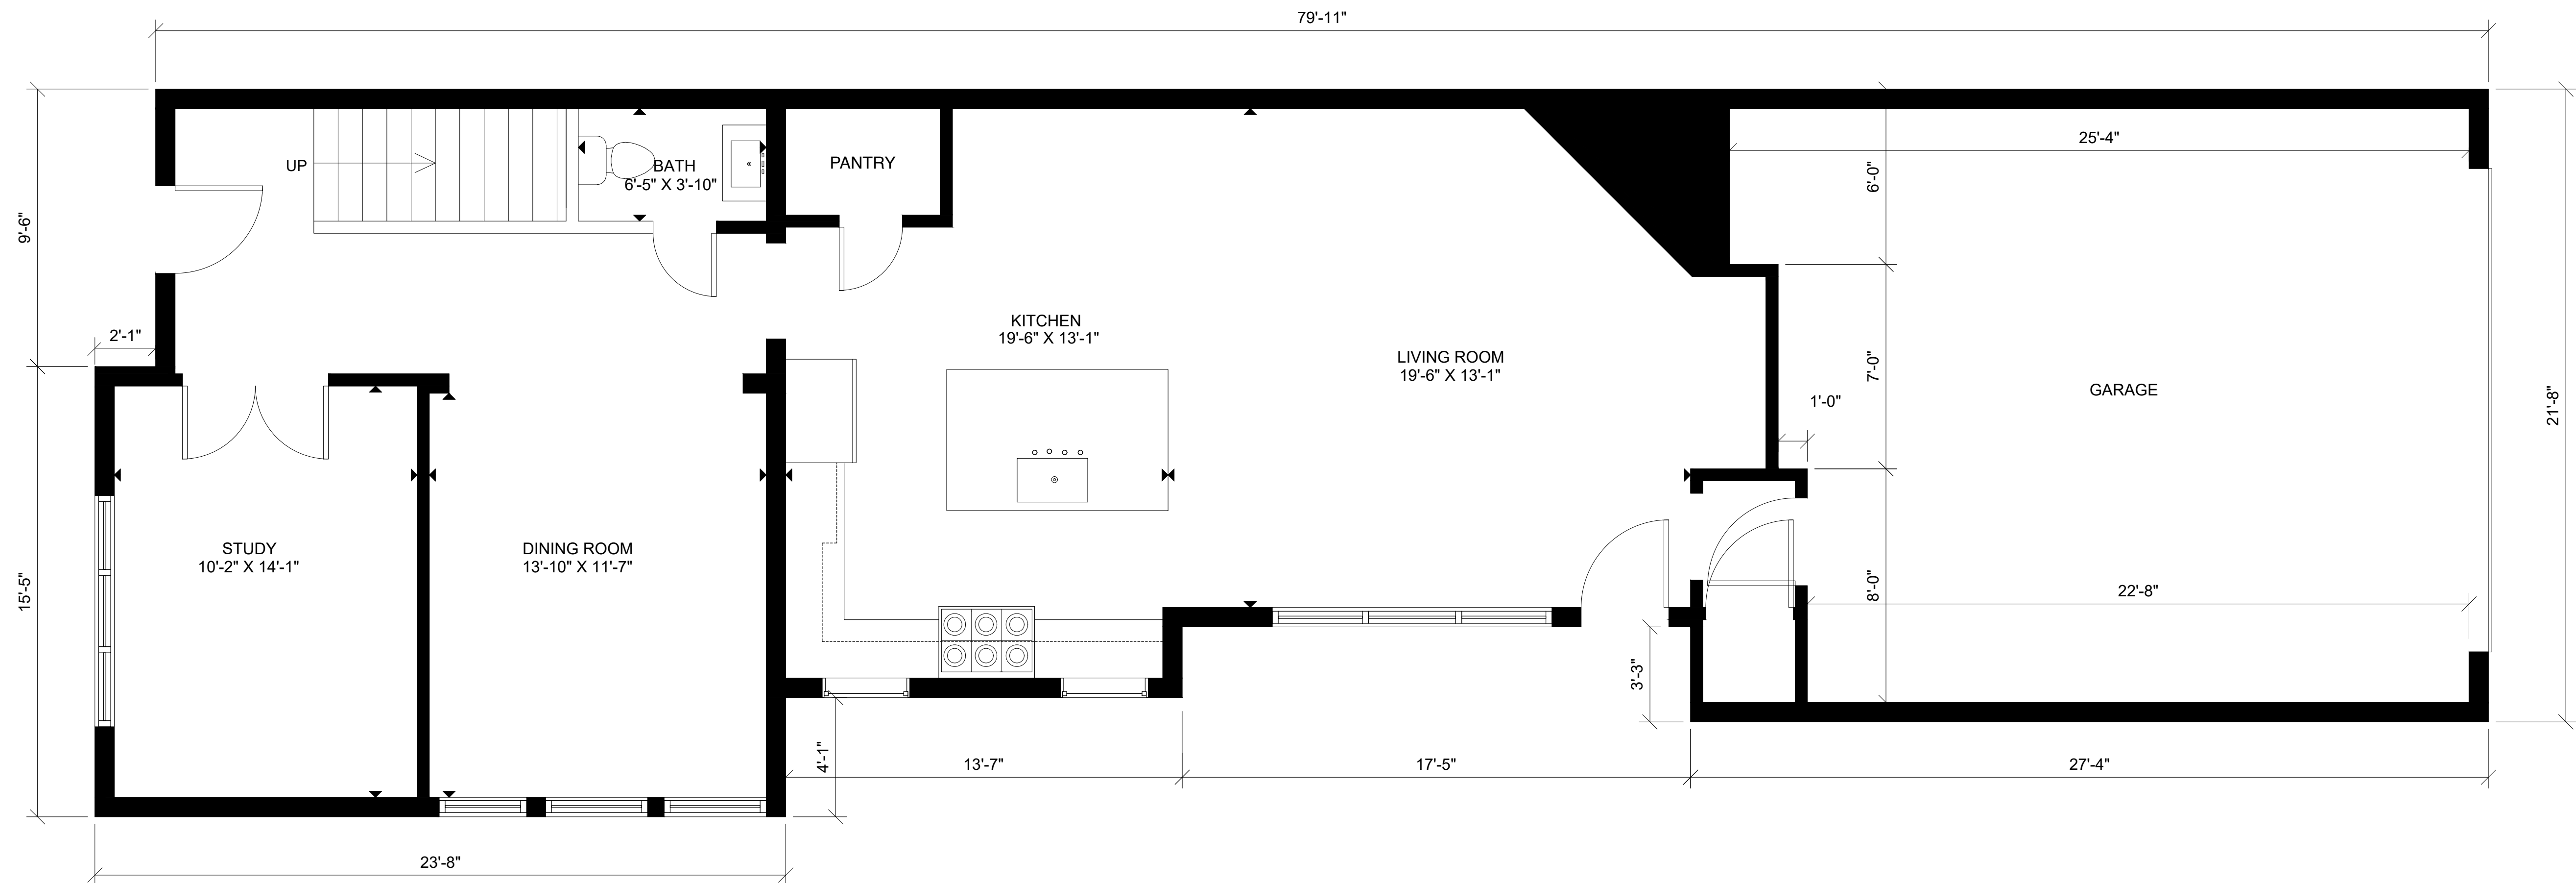 79'-11"
25'-4"
UP
BATH
6'-5" X 3'-10"
PANTRY
6'-0"
9'-6"
2'-1"
KITCHEN
19'-6" X 13'-1"
LIVING ROOM
19'-6" X 13'-1"
7'-0"
1'-0"
GARAGE
21'-8"
STUDY
10'-2" X 14'-1"
DINING ROOM
13'-10" X 11'-7"
15'-5"
8'-0"
22'-8"
3'-3"
4'-1"
13'-7"
17'-5"
27'-4"
23'-8"